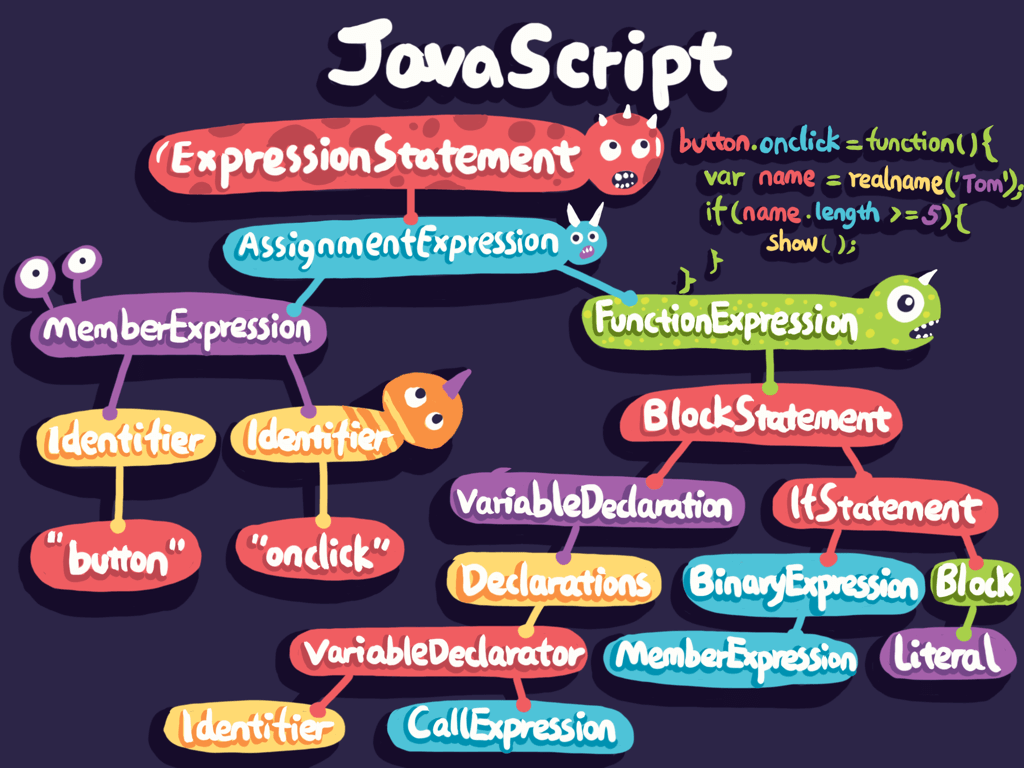 JavaScript
ExpressionStatement
button.onclick = function(){
var name = realname('Tom');
if(name.length >= 5){
show();
}
}
AssignmentExpression
MemberExpression
FunctionExpression
Identifier
Identifier
BlockStatement
"button"
"onclick"
VariableDeclaration
IfStatement
Declarations
BinaryExpression
Block
VariableDeclarator
MemberExpression
Literal
Identifier
CallExpression